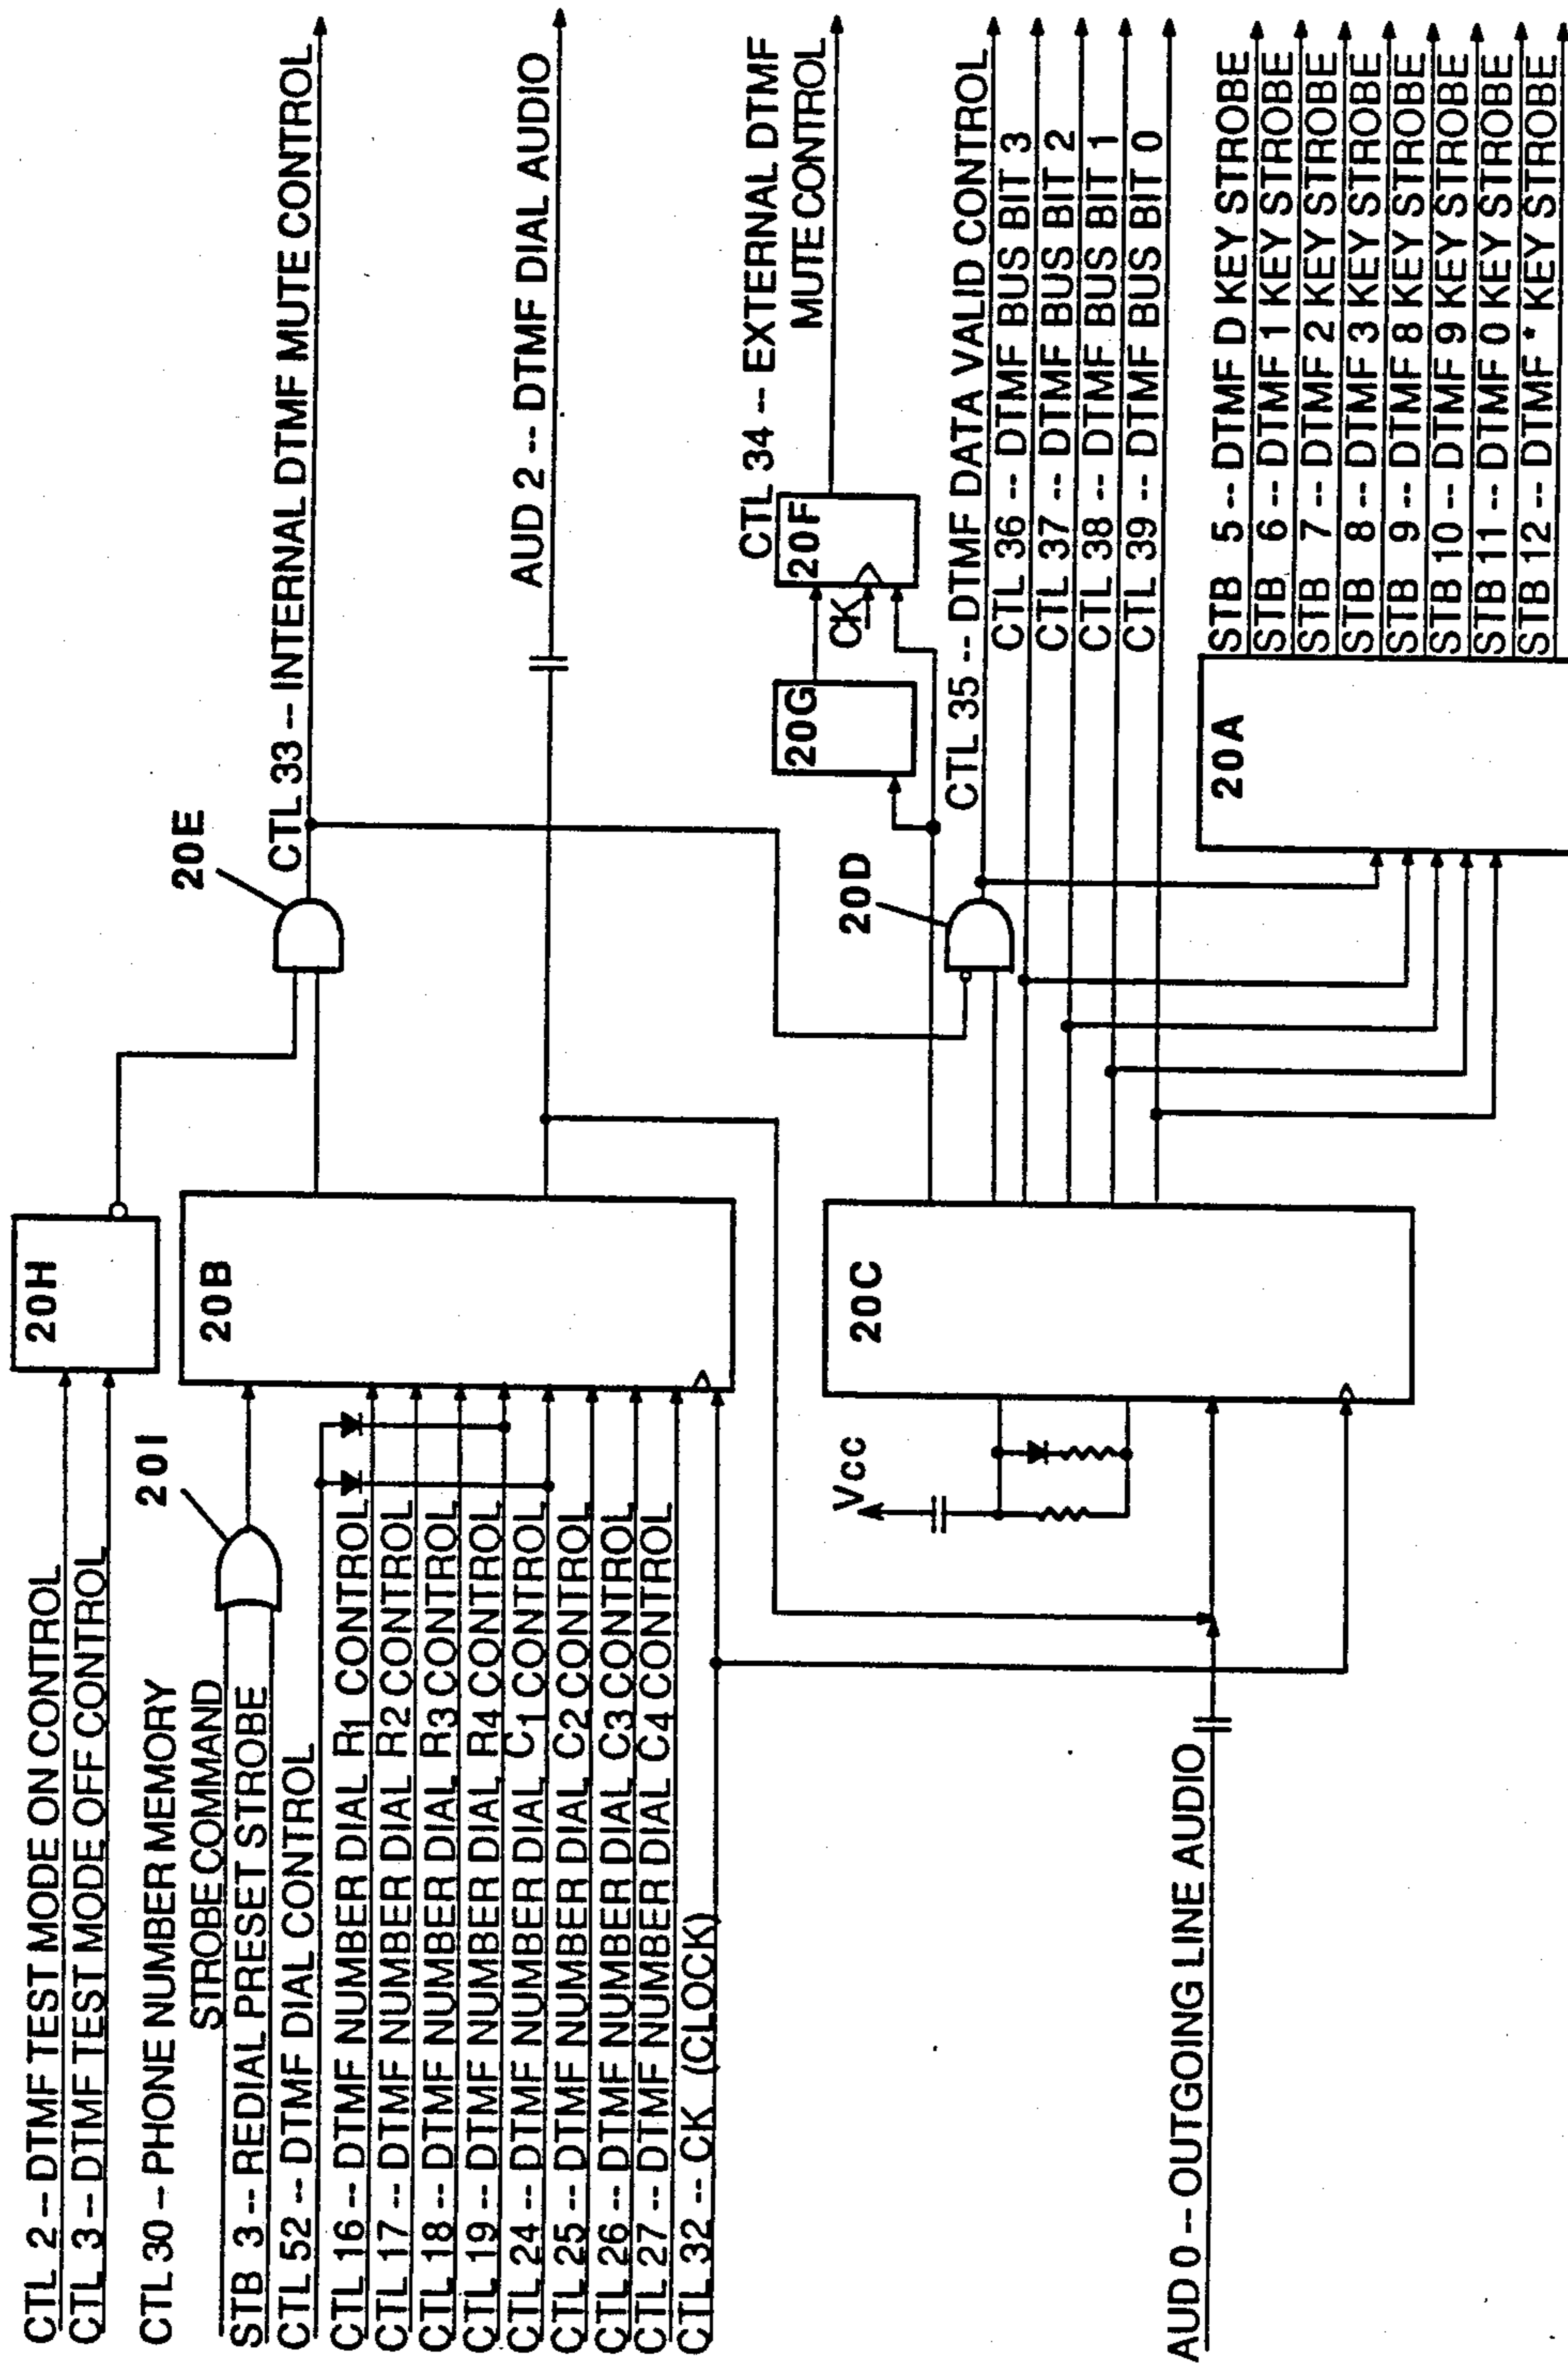 CTL 2 -- DTMF TEST MODE ON CONTROL
CTL 3 -- DTMF TEST MODE OFF CONTROL
CTL 30 -- PHONE NUMBER MEMORY
STROBE COMMAND
STB 3 -- REDIAL PRESET STROBE
CTL 52 -- DTMF DIAL CONTROL
CTL 16 -- DTMF NUMBER DIAL R1 CONTROL
CTL 17 -- DTMF NUMBER DIAL R2 CONTROL
CTL 18 -- DTMF NUMBER DIAL R3 CONTROL
CTL 19 -- DTMF NUMBER DIAL R4 CONTROL
CTL 24 -- DTMF NUMBER DIAL C1 CONTROL
CTL 25 -- DTMF NUMBER DIAL C2 CONTROL
CTL 26 -- DTMF NUMBER DIAL C3 CONTROL
CTL 27 -- DTMF NUMBER DIAL C4 CONTROL
CTL 32 -- CK (CLOCK)
AUD 0 -- OUTGOING LINE AUDIO
20I
Vcc
20H
20B
20C
20E
20D
20G
20F
CK
20A
CTL 33 -- INTERNAL DTMF MUTE CONTROL
AUD 2 -- DTMF DIAL AUDIO
CTL 34 -- EXTERNAL DTMF
MUTE CONTROL
CTL 35 -- DTMF DATA VALID CONTROL
CTL 36 -- DTMF BUS BIT 3
CTL 37 -- DTMF BUS BIT 2
CTL 38 -- DTMF BUS BIT 1
CTL 39 -- DTMF BUS BIT 0
STB 5 -- DTMF D KEY STROBE
STB 6 -- DTMF 1 KEY STROBE
STB 7 -- DTMF 2 KEY STROBE
STB 8 -- DTMF 3 KEY STROBE
STB 9 -- DTMF 8 KEY STROBE
STB 10 -- DTMF 9 KEY STROBE
STB 11 -- DTMF 0 KEY STROBE
STB 12 -- DTMF * KEY STROBE